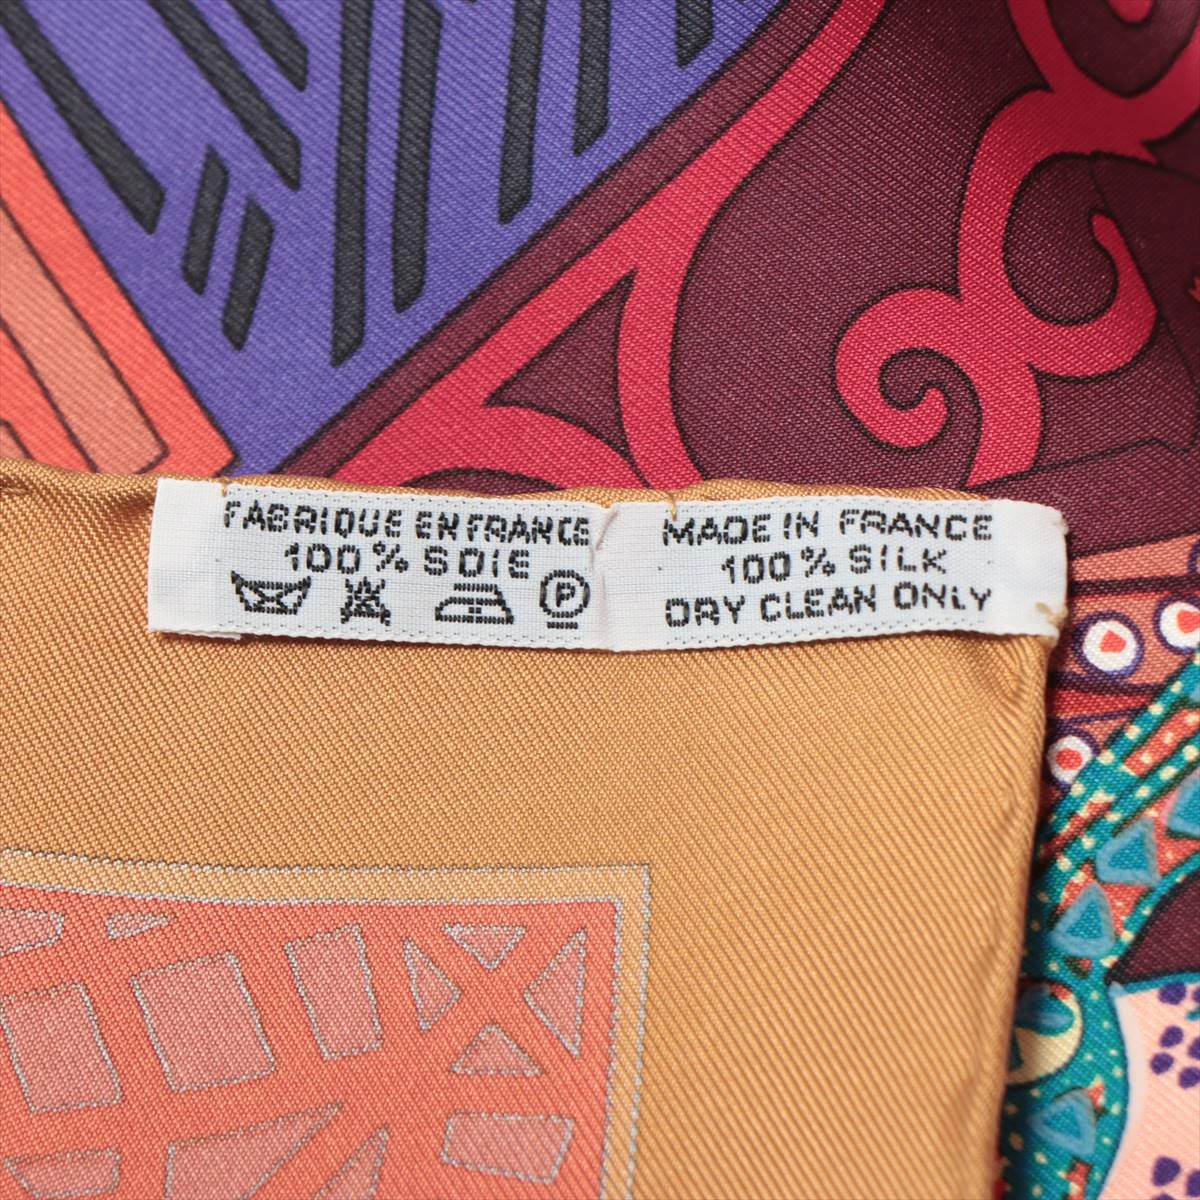 FABRIQUE EN FRANCE
100% SOIE
P
MADE IN FRANCE
100% SILK
DRY CLEAN ONLY